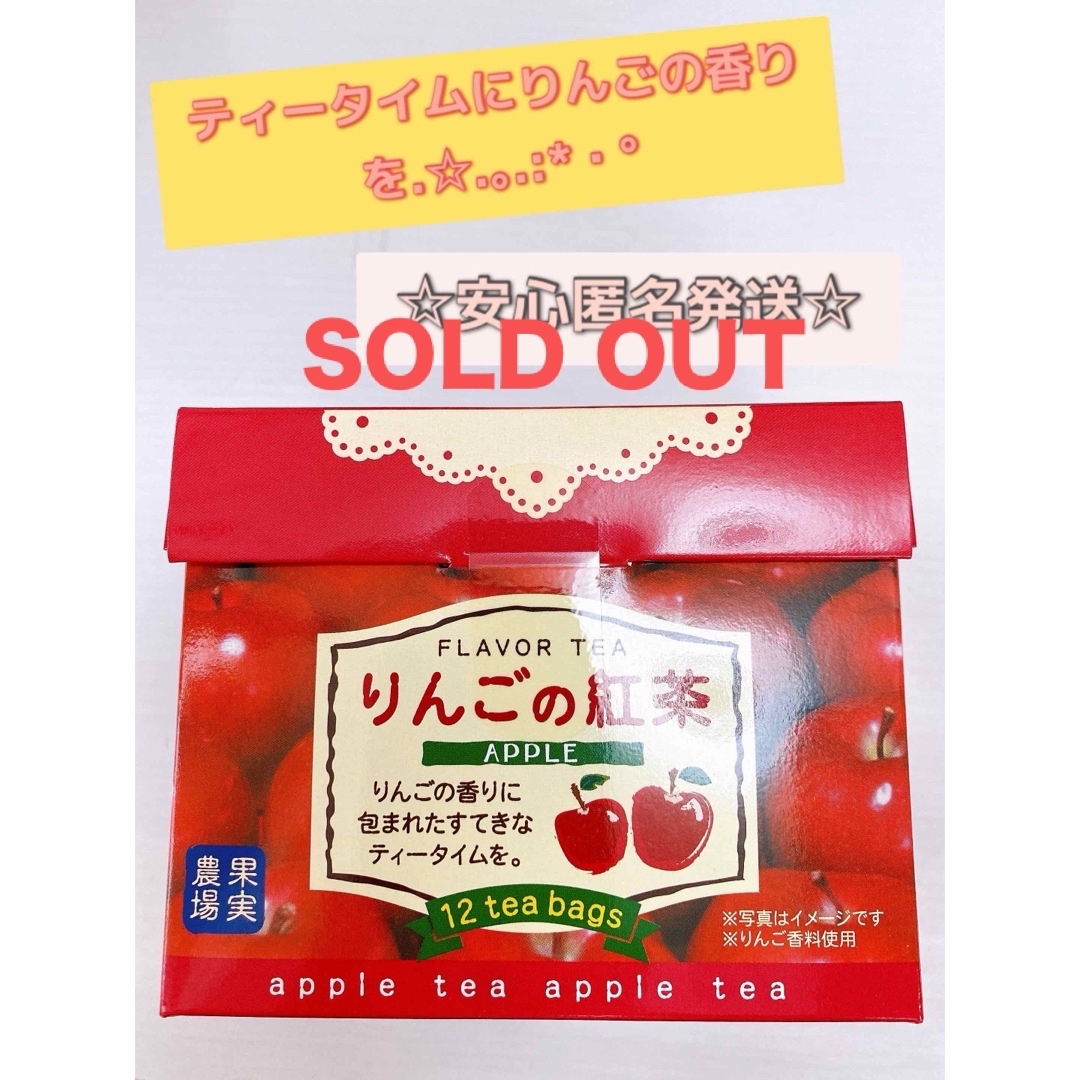 ティータイムにりんごの香り
を.☆.｡.:*・°
☆安心匿名発送☆
SOLD OUT
FLAVOR TEA
りんごの紅茶
APPLE
りんごの香りに
包まれたすてきな
ティータイムを。
12 tea bags
果実
農場
※写真はイメージです
※りんご香料使用
apple tea apple tea